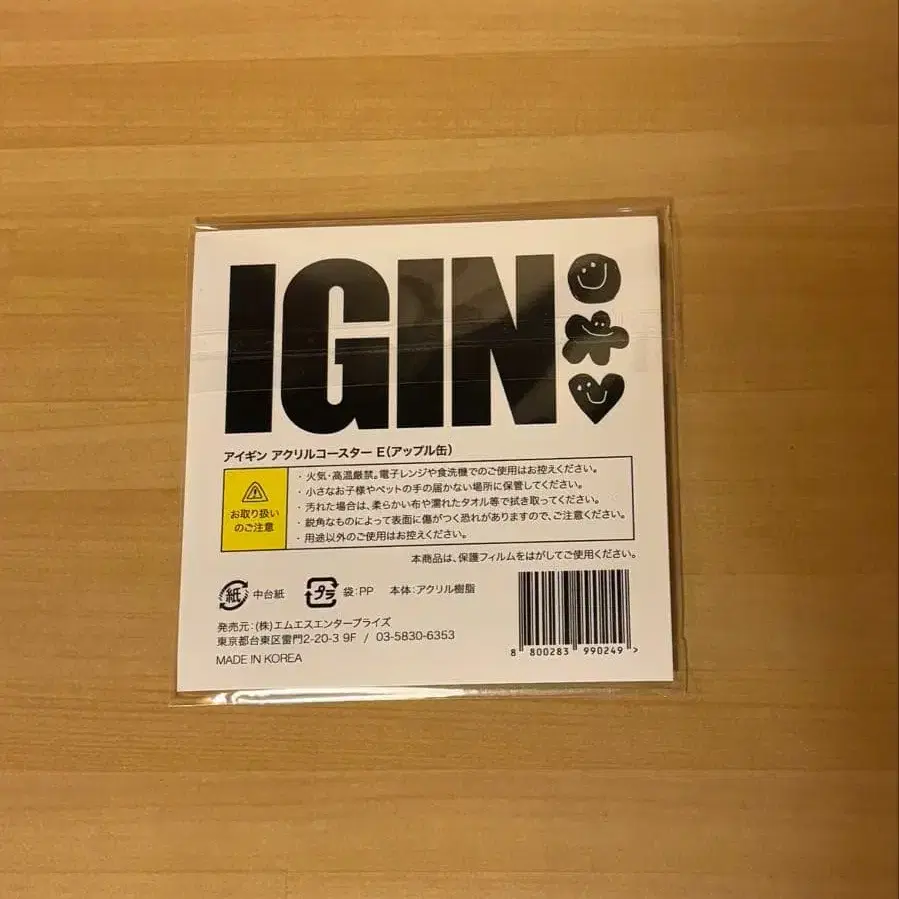 IGIN
アイギン アクリルコースター E(アップル缶)
お取り扱い
のご注意
・火気・高温厳禁。電子レンジや食洗機でのご使用はお控えください。
・小さなお子様やペットの手の届かない場所に保管してください。
・汚れた場合は、柔らかい布や濡れたタオル等で拭き取ってください。
・鋭角なものによって表面に傷がつく恐れがありますので、ご注意ください。
・用途以外のご使用はお控えください。
本商品は、保護フィルムをはがしてご使用ください。
紙 中台紙 プラ 袋:PP 本体:アクリル樹脂
発売元:(株)エムエスエンタープライズ
東京都台東区雷門2-20-3 9F / 03-5830-6353
MADE IN KOREA
8 800283 990249 >